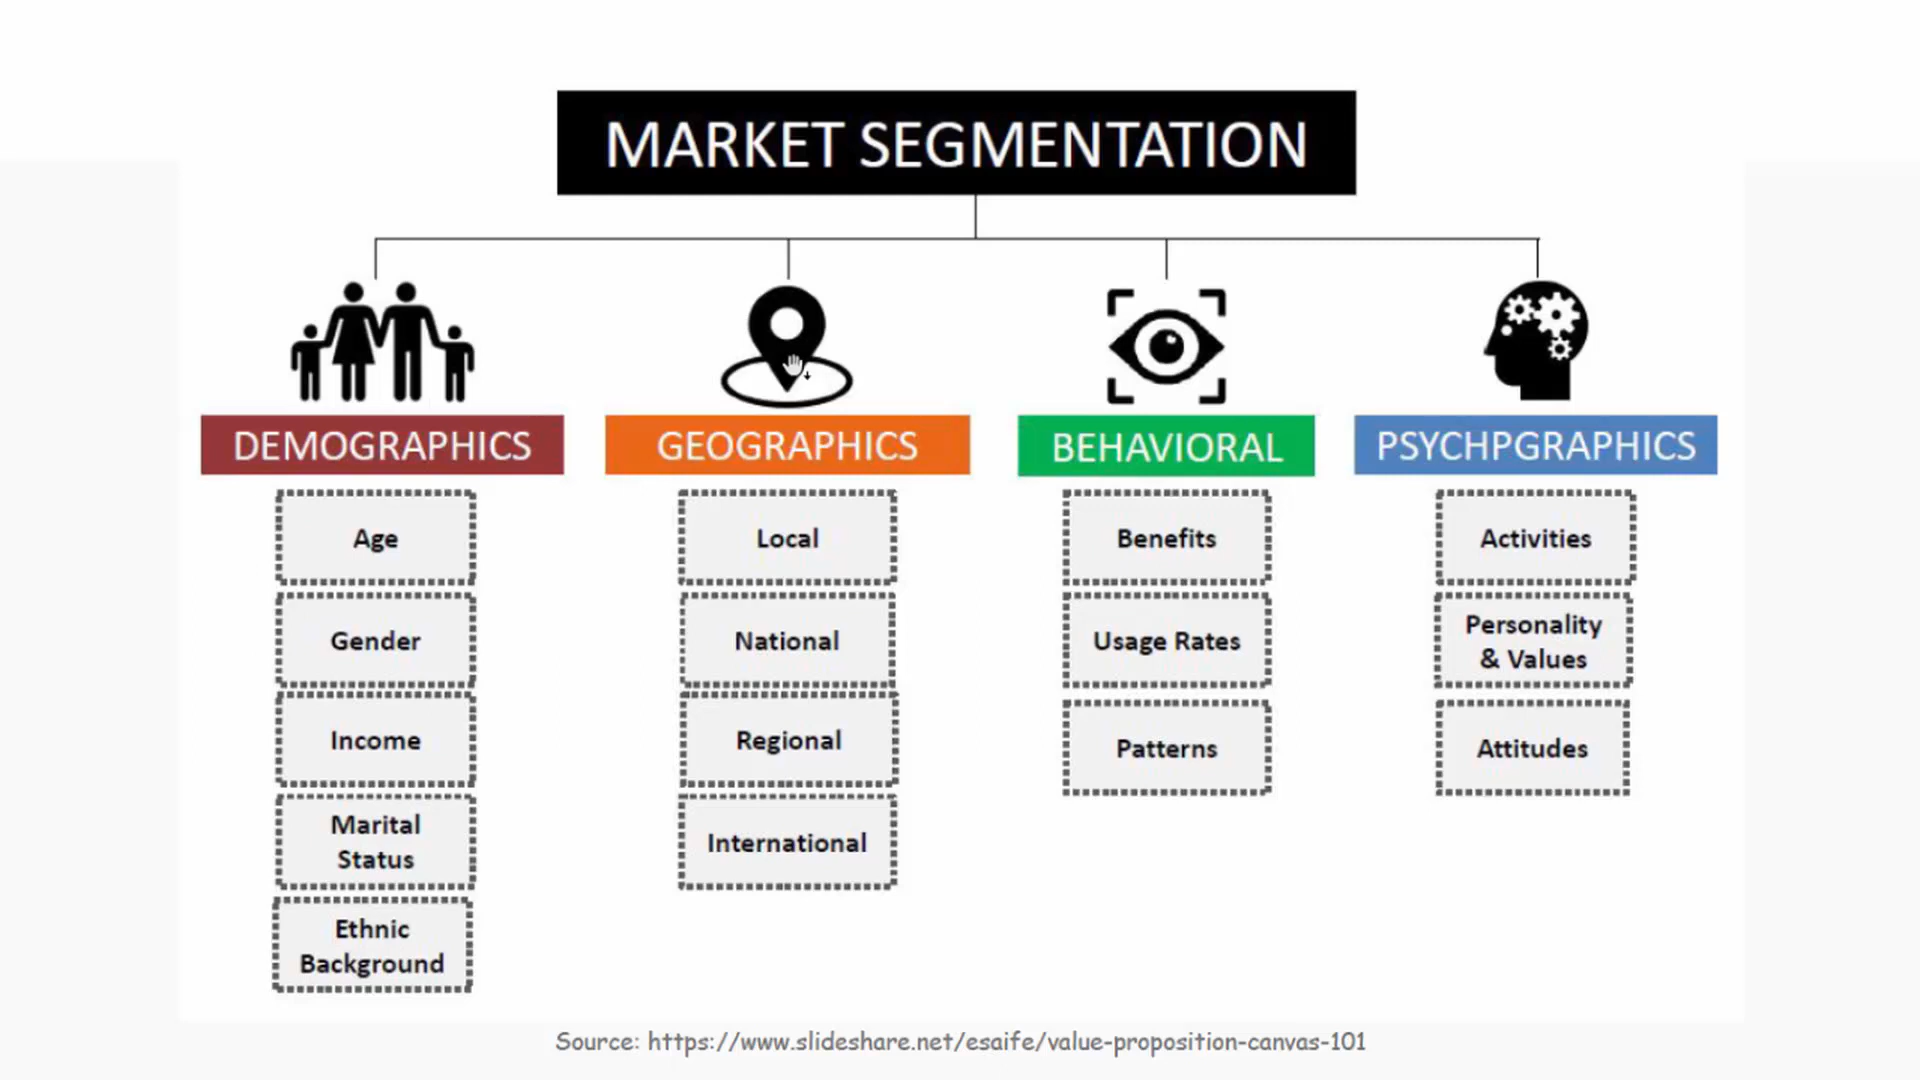 MARKET SEGMENTATION
DEMOGRAPHICS
Age
Gender
Income
Marital
Status
Ethnic
Background
GEOGRAPHICS
Local
National
Regional
International
BEHAVIORAL
Benefits
Usage Rates
Patterns
PSYCHPGRAPHICS
Activities
Personality
& Values
Attitudes
Source: https://www.slideshare.net/esaife/value-proposition-canvas-101